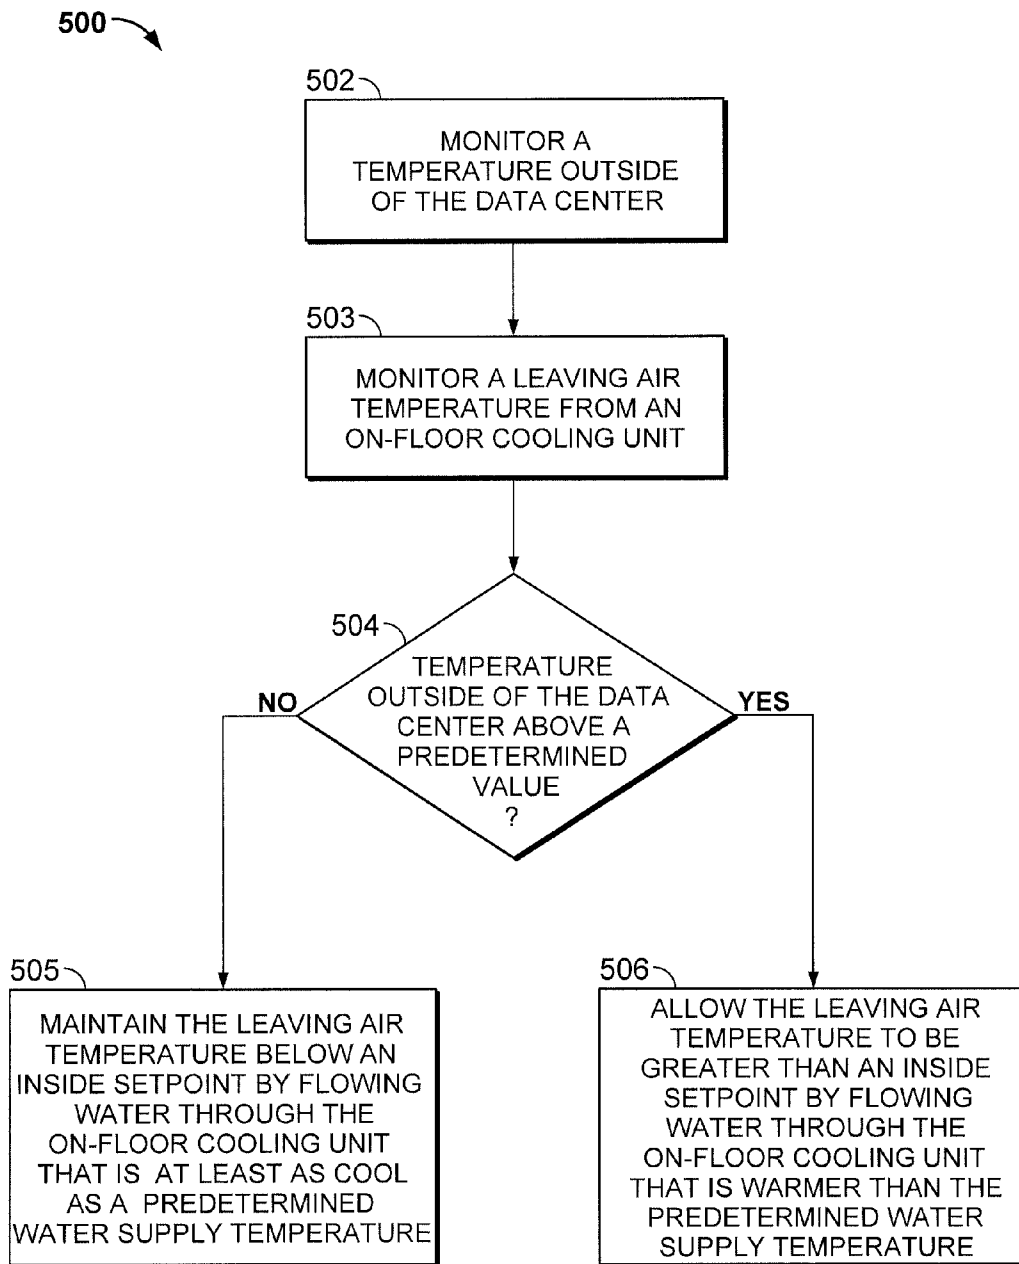 500
502
MONITOR A
TEMPERATURE OUTSIDE
OF THE DATA CENTER
503
MONITOR A LEAVING AIR
TEMPERATURE FROM AN
ON-FLOOR COOLING UNIT
504
TEMPERATURE
OUTSIDE OF THE DATA
CENTER ABOVE A
PREDETERMINED
VALUE
?
NO
YES
505
MAINTAIN THE LEAVING AIR
TEMPERATURE BELOW AN
INSIDE SETPOINT BY FLOWING
WATER THROUGH THE
ON-FLOOR COOLING UNIT
THAT IS AT LEAST AS COOL
AS A PREDETERMINED
WATER SUPPLY TEMPERATURE
506
ALLOW THE LEAVING AIR
TEMPERATURE TO BE
GREATER THAN AN INSIDE
SETPOINT BY FLOWING
WATER THROUGH THE
ON-FLOOR COOLING UNIT
THAT IS WARMER THAN THE
PREDETERMINED WATER
SUPPLY TEMPERATURE